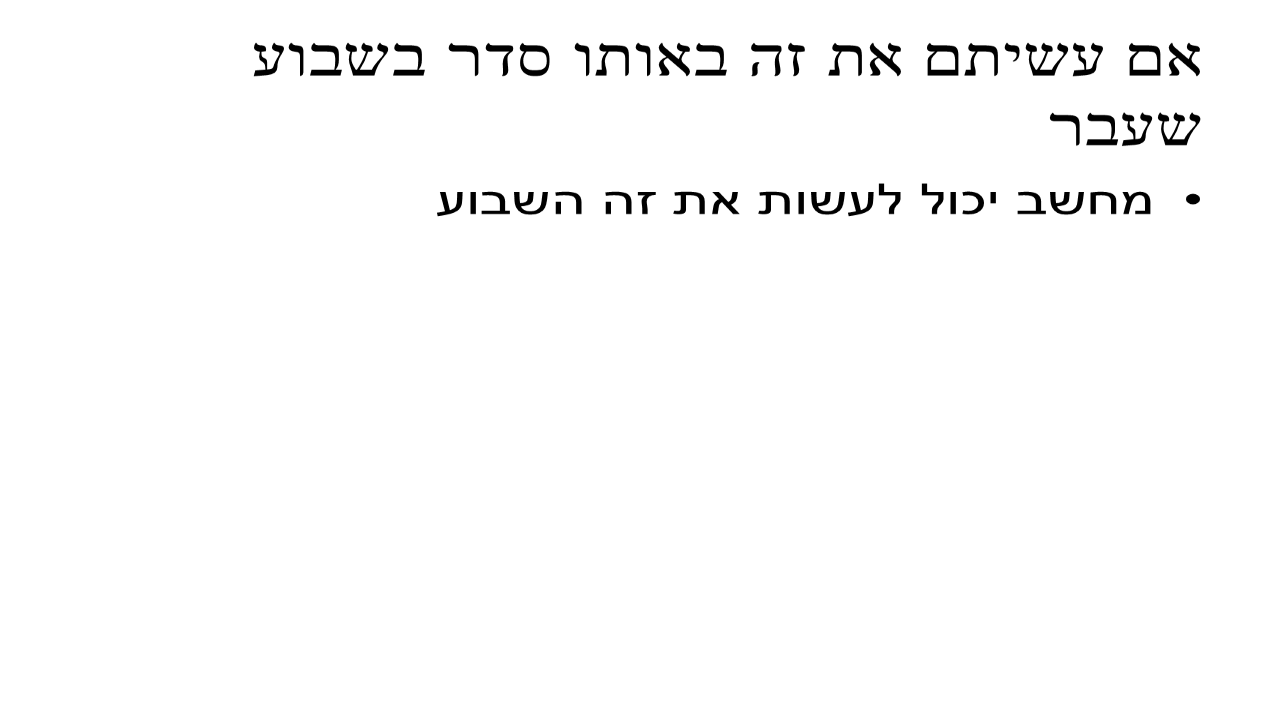 אם עשיתם את זה באותו סדר בשבוע
שעבר
• מחשב יכול לעשות את זה השבוע